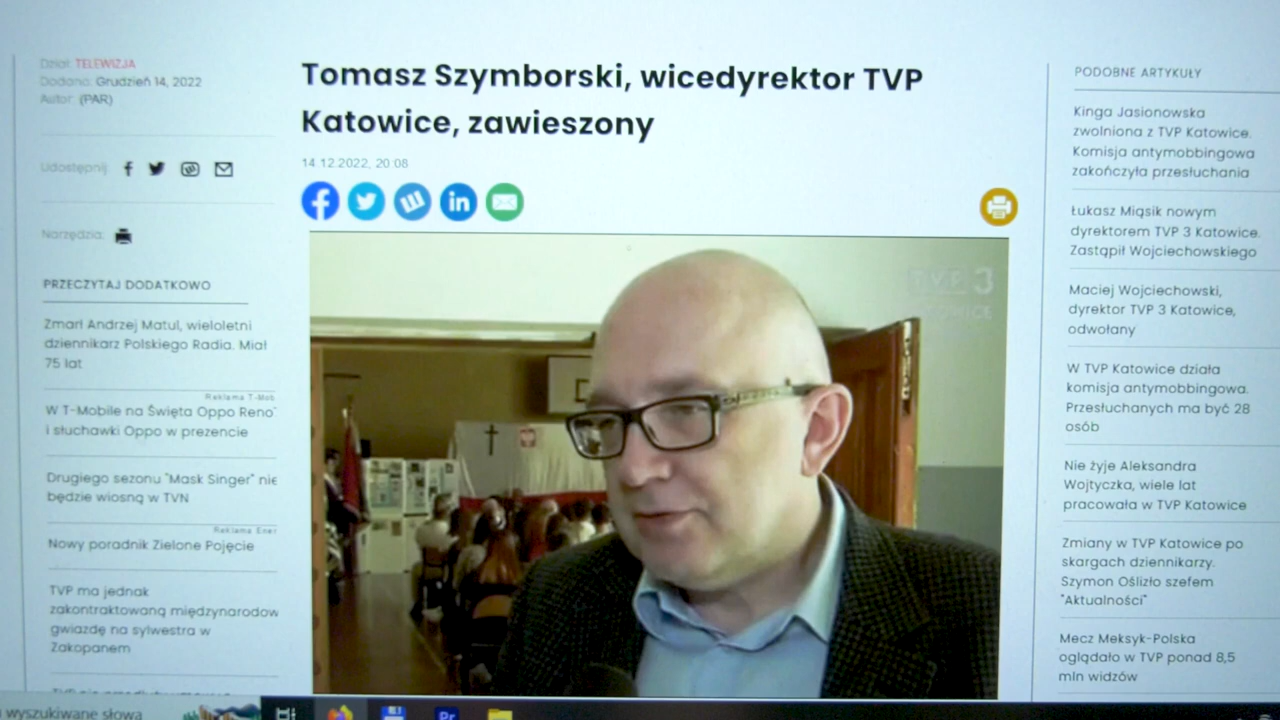 Dział: TELEWIZJA
Dodano: Grudzień 14, 2022
Autor: (PAR)
Udostępnij:
Narzędzia:
PRZECZYTAJ DODATKOWO
Zmarł Andrzej Matul, wieloletni
dziennikarz Polskiego Radia. Miał
75 lat
Reklama T-Mob
W T-Mobile na Święta Oppo Reno7
i słuchawki Oppo w prezencie
Drugiego sezonu "Mask Singer" nie
będzie wiosną w TVN
Reklama Ener
Nowy poradnik Zielone Pojęcie
TVP ma jednak
zakontraktowaną międzynarodow
gwiazdę na sylwestra w
Zakopanem
wyszukiwane słowa
Tomasz Szymborski, wicedyrektor TVP
Katowice, zawieszony
14.12.2022, 20:08
TVP 3
Pr
PODOBNE ARTYKUŁY
Kinga Jasionowska
zwolniona z TVP Katowice.
Komisja antymobbingowa
zakończyła przesłuchania
Łukasz Miąsik nowym
dyrektorem TVP 3 Katowice.
Zastąpił Wojciechowskiego
Maciej Wojciechowski,
dyrektor TVP 3 Katowice,
odwołany
W TVP Katowice działa
komisja antymobbingowa.
Przesłuchanych ma być 28
osób
Nie żyje Aleksandra
Wojtyczka, wiele lat
pracowała w TVP Katowice
Zmiany w TVP Katowice po
skargach dziennikarzy.
Szymon Oślizło szefem
"Aktualności"
Mecz Meksyk-Polska
oglądało w TVP ponad 8,5
mln widzów